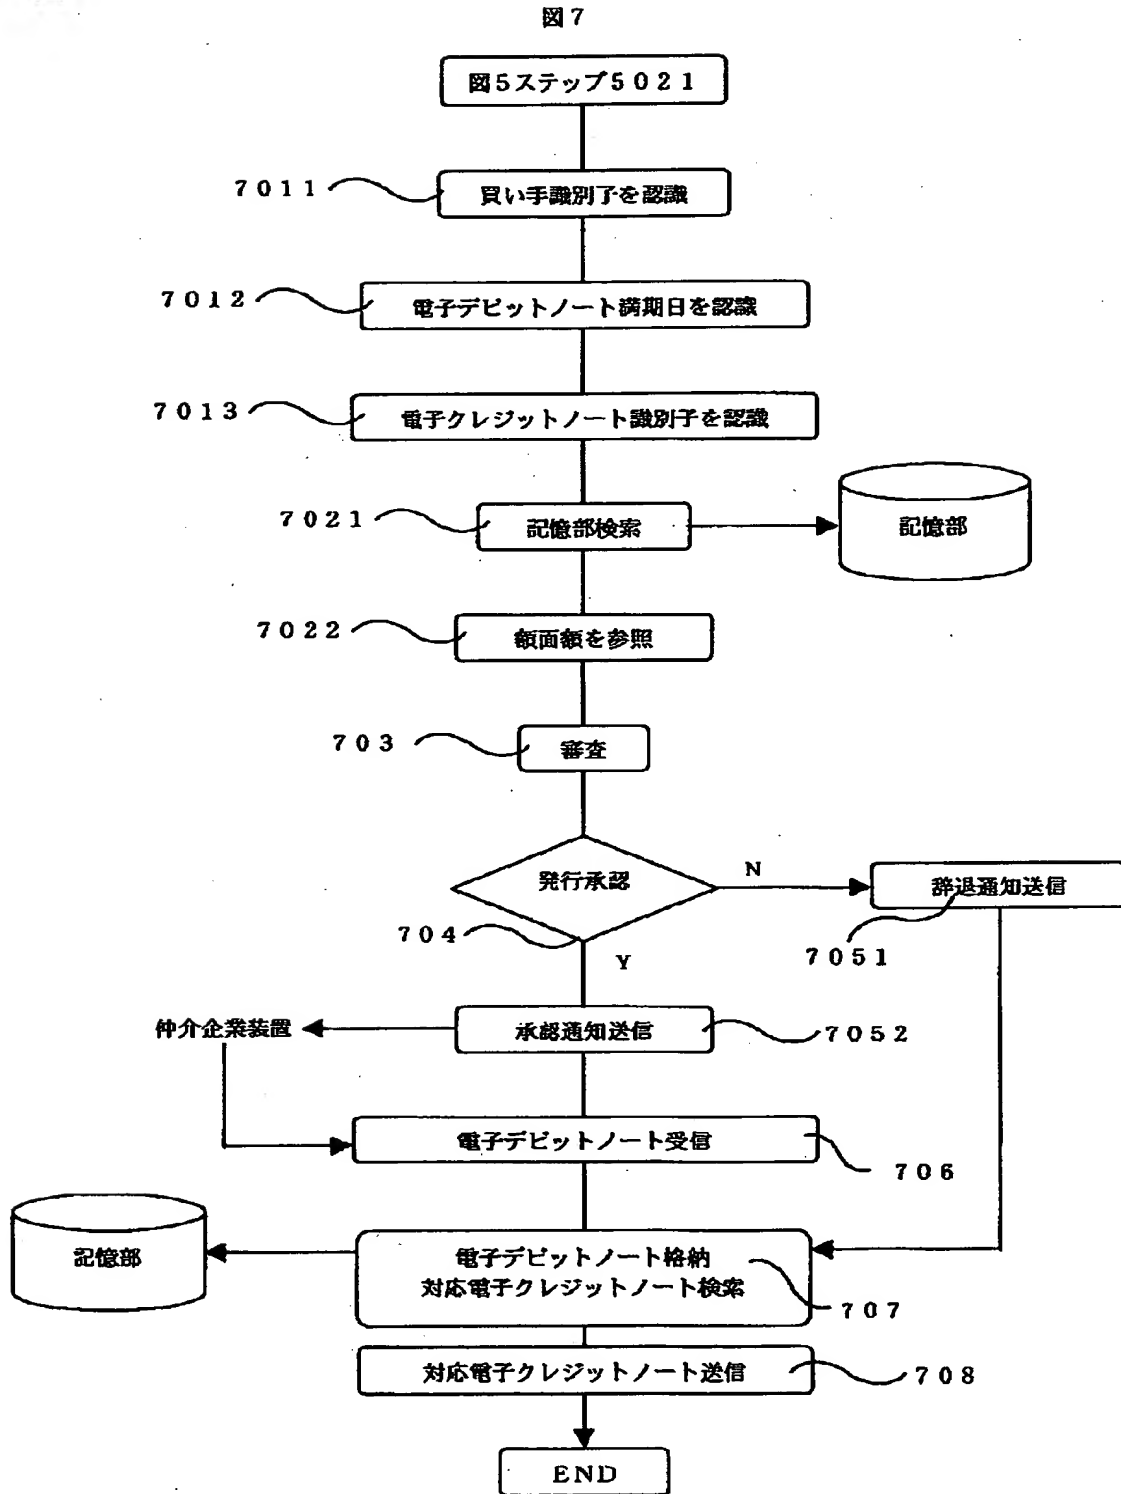 図7
図5ステップ5021
7011
買い手識別子を認識
7012
電子デビットノート満期日を認識
7013
電子クレジットノート識別子を認識
7021
記憶部検索
記憶部
7022
額面額を参照
703
審査
発行承認
N
辞退通知送信
704
7051
Y
仲介企業装置
承認通知送信
7052
電子デビットノート受信
706
記憶部
電子デビットノート格納
対応電子クレジットノート検索
707
対応電子クレジットノート送信
708
END